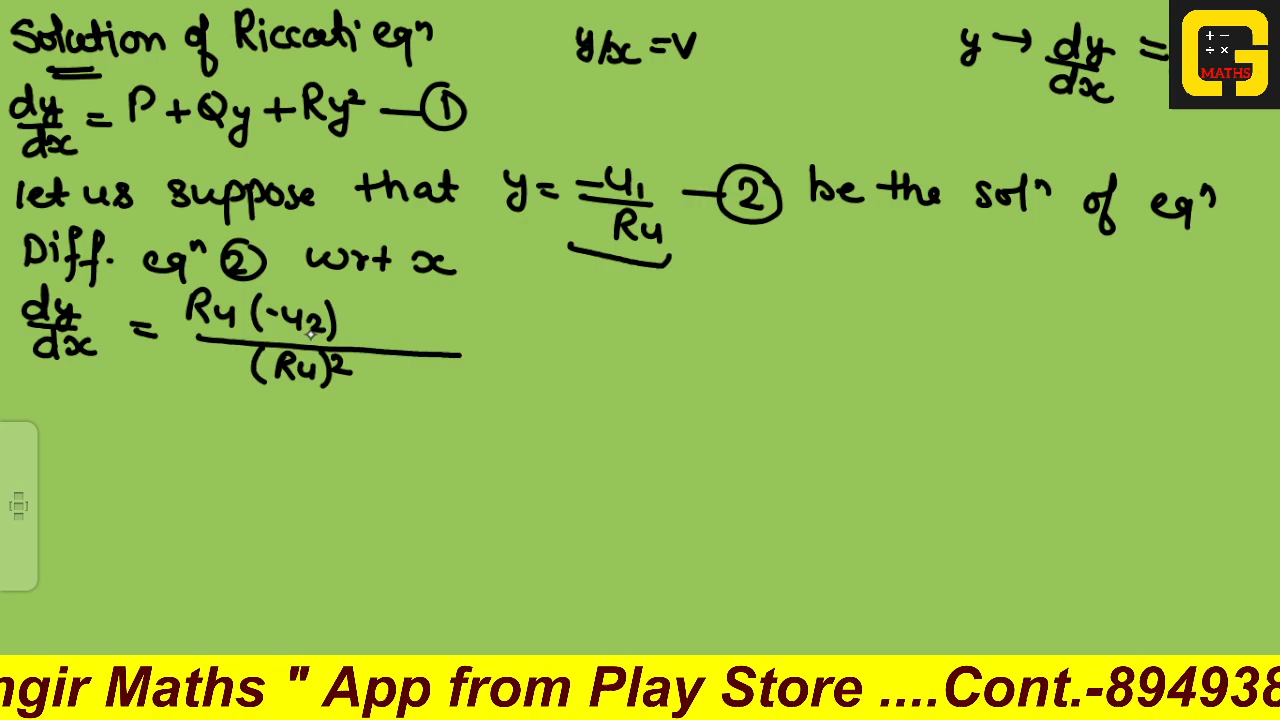 Solution of Riccati eqⁿ
y/x = v
y → dy/dx =
+ −
÷ ×
MATHS
dy/dx = P + Qy + Ry² — ①
let us suppose that y = -u₁/Ru — ② be the solⁿ of eqⁿ
Diff. eqⁿ ② wrt x
dy/dx = Ru (-u₂) / (Ru)²
ngir Maths " App from Play Store ....Cont.-894938